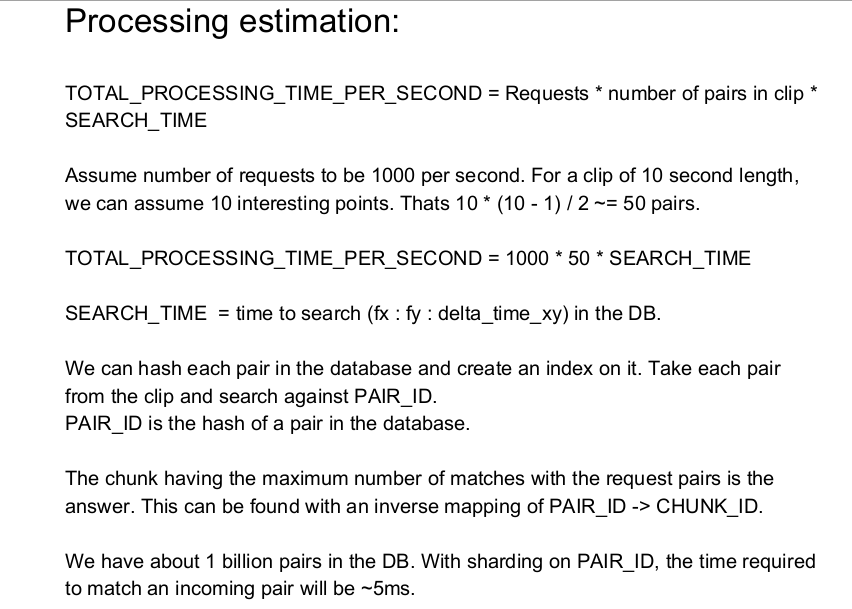 Processing estimation:
TOTAL_PROCESSING_TIME_PER_SECOND = Requests * number of pairs in clip *
SEARCH_TIME
Assume number of requests to be 1000 per second. For a clip of 10 second length,
we can assume 10 interesting points. Thats 10 * (10 - 1) / 2 ~= 50 pairs.
TOTAL_PROCESSING_TIME_PER_SECOND = 1000 * 50 * SEARCH_TIME
SEARCH_TIME  = time to search (fx : fy : delta_time_xy) in the DB.
We can hash each pair in the database and create an index on it. Take each pair
from the clip and search against PAIR_ID.
PAIR_ID is the hash of a pair in the database.
The chunk having the maximum number of matches with the request pairs is the
answer. This can be found with an inverse mapping of PAIR_ID -> CHUNK_ID.
We have about 1 billion pairs in the DB. With sharding on PAIR_ID, the time required
to match an incoming pair will be ~5ms.